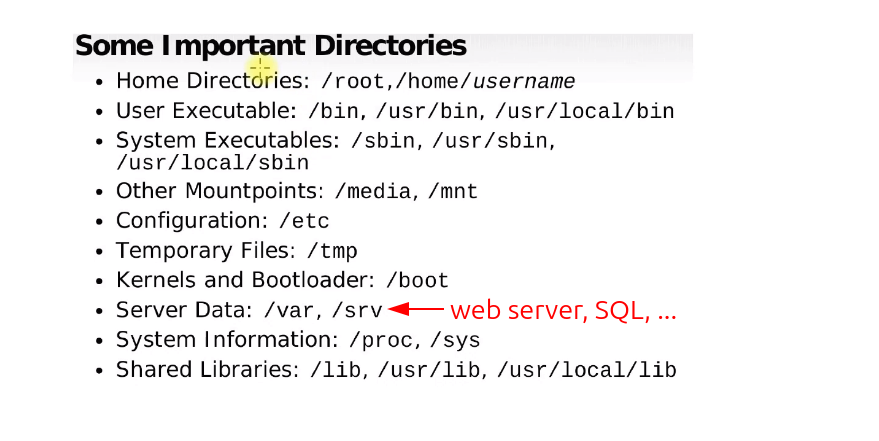 Some Important Directories
• Home Directories: /root,/home/username
• User Executable: /bin, /usr/bin, /usr/local/bin
• System Executables: /sbin, /usr/sbin,
/usr/local/sbin
• Other Mountpoints: /media, /mnt
• Configuration: /etc
• Temporary Files: /tmp
• Kernels and Bootloader: /boot
• Server Data: /var, /srv web server, SQL, ...
• System Information: /proc, /sys
• Shared Libraries: /lib, /usr/lib, /usr/local/lib